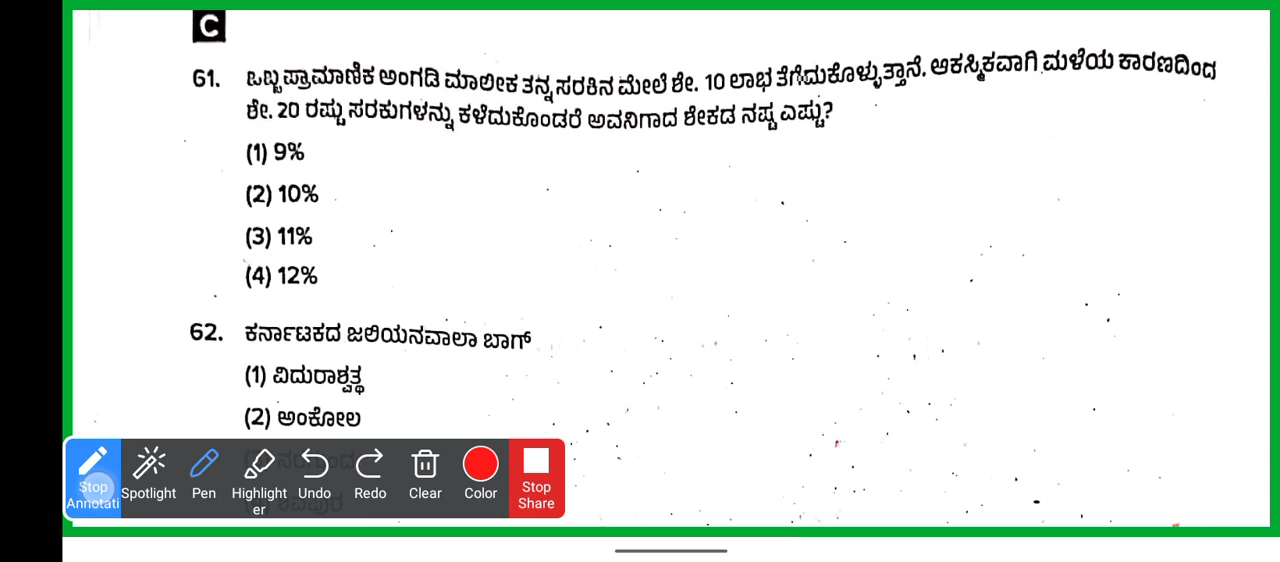 C
61. ಒಬ್ಬ ಪ್ರಾಮಾಣಿಕ ಅಂಗಡಿ ಮಾಲೀಕ ತನ್ನ ಸರಕಿನ ಮೇಲೆ ಶೇ. 10 ಲಾಭ ತೆಗೆದುಕೊಳ್ಳುತ್ತಾನೆ. ಆಕಸ್ಮಿಕವಾಗಿ ಮಳೆಯ ಕಾರಣದಿಂದ
ಶೇ. 20 ರಷ್ಟು ಸರಕುಗಳನ್ನು ಕಳೆದುಕೊಂಡರೆ ಅವನಿಗಾದ ಶೇಕಡ ನಷ್ಟ ಎಷ್ಟು?
(1) 9%
(2) 10%
(3) 11%
(4) 12%
62. ಕರ್ನಾಟಕದ ಜಲಿಯನವಾಲಾ ಬಾಗ್
(1) ವಿದುರಾಶ್ವತ್ಥ
(2) ಅಂಕೋಲ
Stop Annotati Spotlight Pen Highlighter Undo Redo Clear Color Stop Share